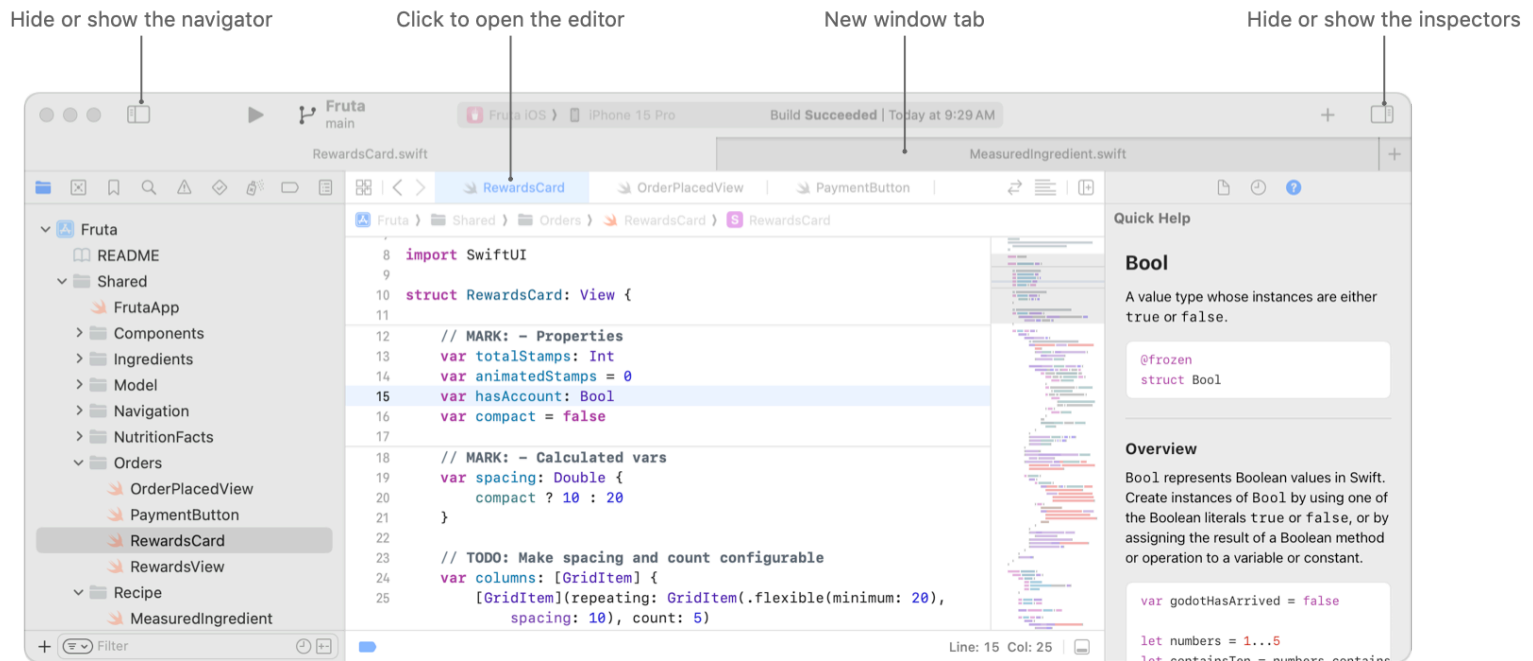 Hide or show the navigator
Click to open the editor
New window tab
Hide or show the inspectors
Fruta
main
Fruta iOS ⟩ iPhone 15 Pro
Build Succeeded | Today at 9:29 AM
RewardsCard.swift
MeasuredIngredient.swift
RewardsCard
OrderPlacedView
PaymentButton
Fruta ⟩ Shared ⟩ Orders ⟩ RewardsCard ⟩ S RewardsCard
Fruta
README
Shared
FrutaApp
Components
Ingredients
Model
Navigation
NutritionFacts
Orders
OrderPlacedView
PaymentButton
RewardsCard
RewardsView
Recipe
MeasuredIngredient
Filter
8 import SwiftUI
9
10 struct RewardsCard: View {
11
12 // MARK: - Properties
13 var totalStamps: Int
14 var animatedStamps = 0
15 var hasAccount: Bool
16 var compact = false
17
18 // MARK: - Calculated vars
19 var spacing: Double {
20 compact ? 10 : 20
21 }
22
23 // TODO: Make spacing and count configurable
24 var columns: [GridItem] {
25 [GridItem](repeating: GridItem(.flexible(minimum: 20),
spacing: 10), count: 5)
Line: 15 Col: 25
Quick Help
Bool
A value type whose instances are either
true or false.
@frozen
struct Bool
Overview
Bool represents Boolean values in Swift.
Create instances of Bool by using one of
the Boolean literals true or false, or by
assigning the result of a Boolean method
or operation to a variable or constant.
var godotHasArrived = false
let numbers = 1...5
let containsTen = numbers.contains